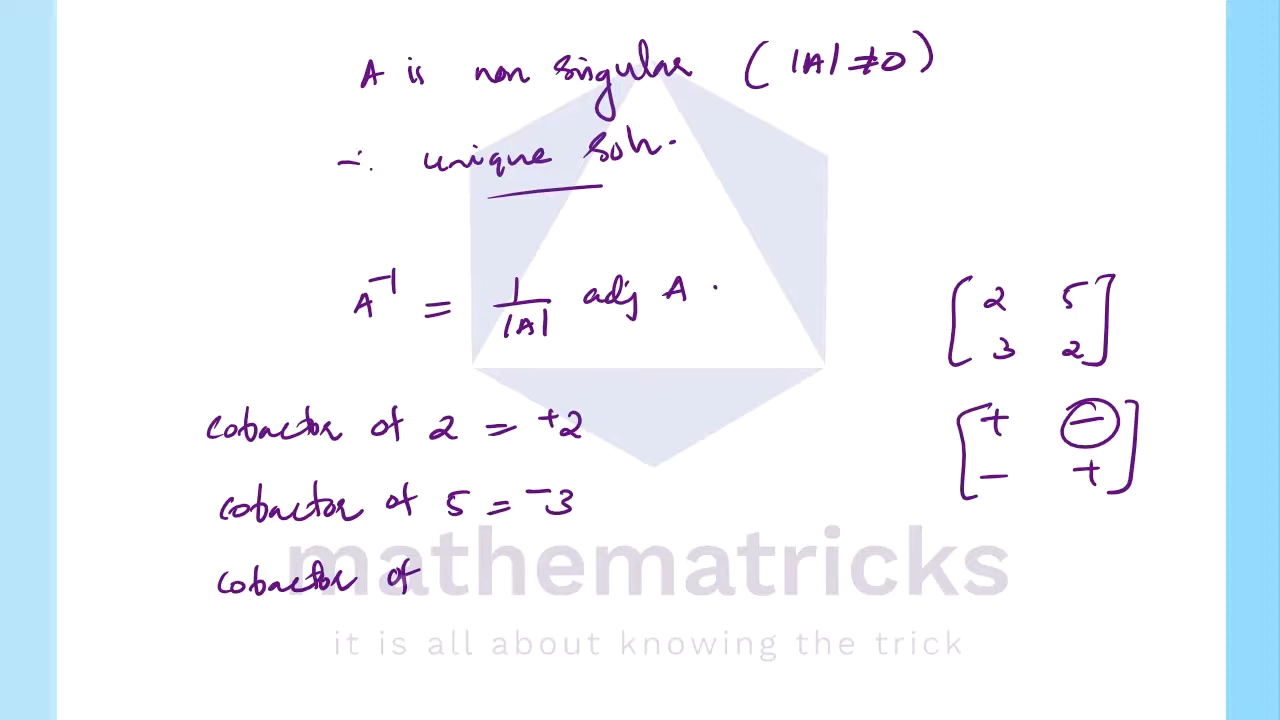 A is non singular ( |A| ≠ 0 )
∴ unique soln.
A⁻¹ = 1/|A| adj A .
[ 2 5
3 2 ]
cofactor of 2 = +2
[ + −
− + ]
cofactor of 5 = −3
cofactor of
mathematricks
it is all about knowing the trick